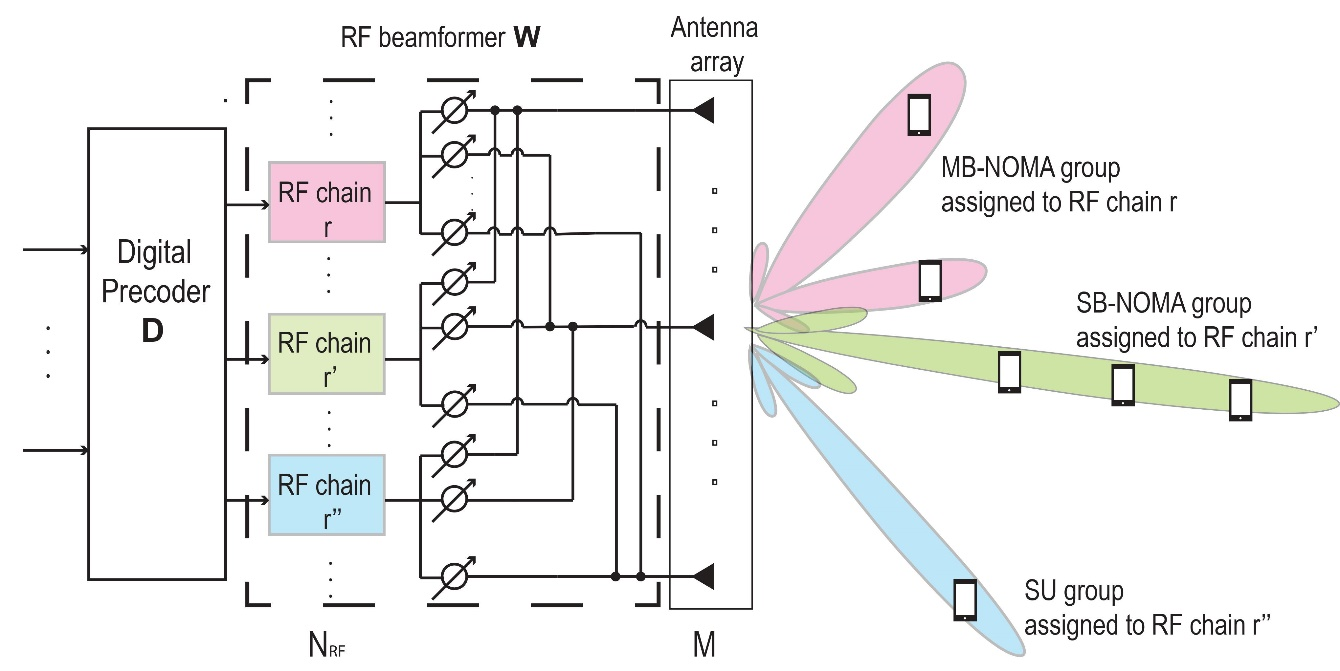 RF beamformer W
Antenna
array
MB-NOMA group
assigned to RF chain r
RF chain
r
Digital
Precoder
D
SB-NOMA group
assigned to RF chain r’
RF chain
r’
RF chain
r’’
SU group
assigned to RF chain r’’
NRF
M